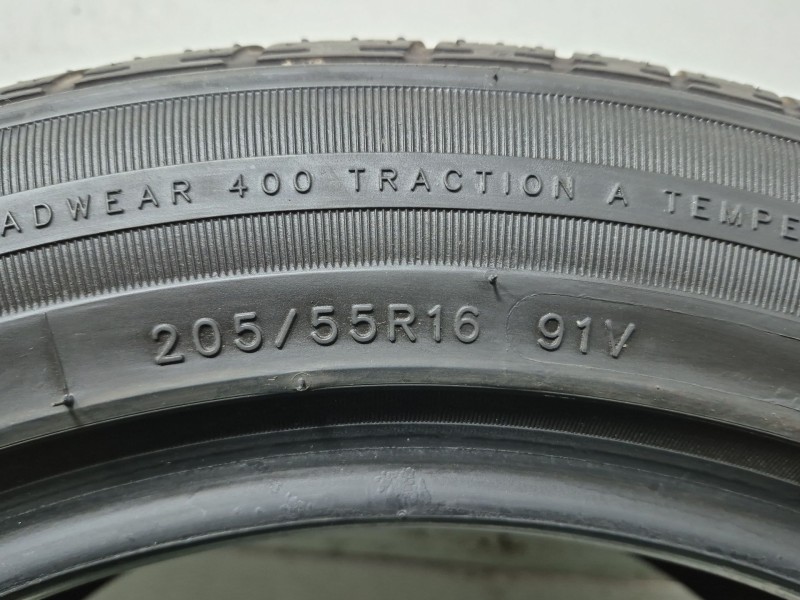 ADWEAR 400 TRACTION A TEMPE
205/55R16 91V